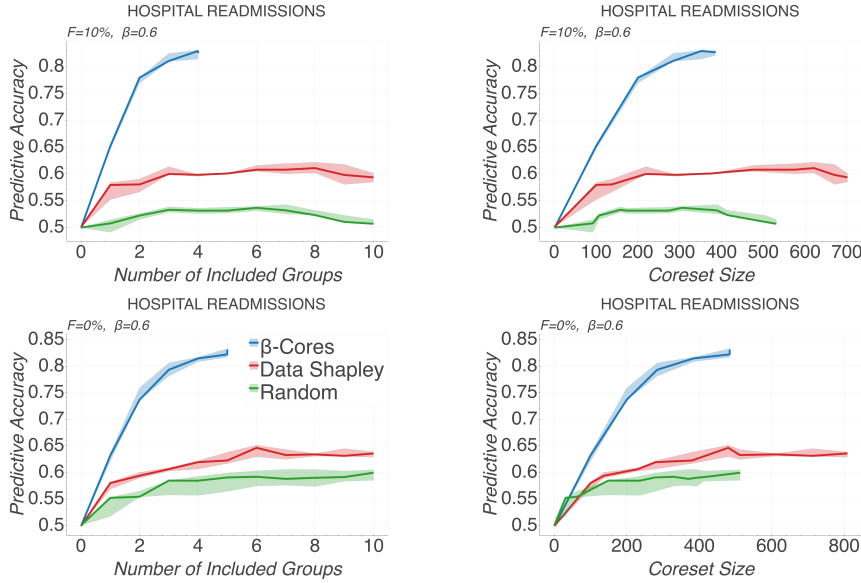 HOSPITAL READMISSIONS
F=10%, β=0.6
Predictive Accuracy
0.8
0.75
0.7
0.65
0.6
0.55
0.5
0 2 4 6 8 10
Number of Included Groups
HOSPITAL READMISSIONS
F=10%, β=0.6
Predictive Accuracy
0.8
0.75
0.7
0.65
0.6
0.55
0.5
0 100 200 300 400 500 600 700
Coreset Size
HOSPITAL READMISSIONS
F=0%, β=0.6
Predictive Accuracy
0.85
0.8
0.75
0.7
0.65
0.6
0.55
0.5
β-Cores
Data Shapley
Random
0 2 4 6 8 10
Number of Included Groups
HOSPITAL READMISSIONS
F=0%, β=0.6
Predictive Accuracy
0.85
0.8
0.75
0.7
0.65
0.6
0.55
0.5
0 200 400 600 800
Coreset Size